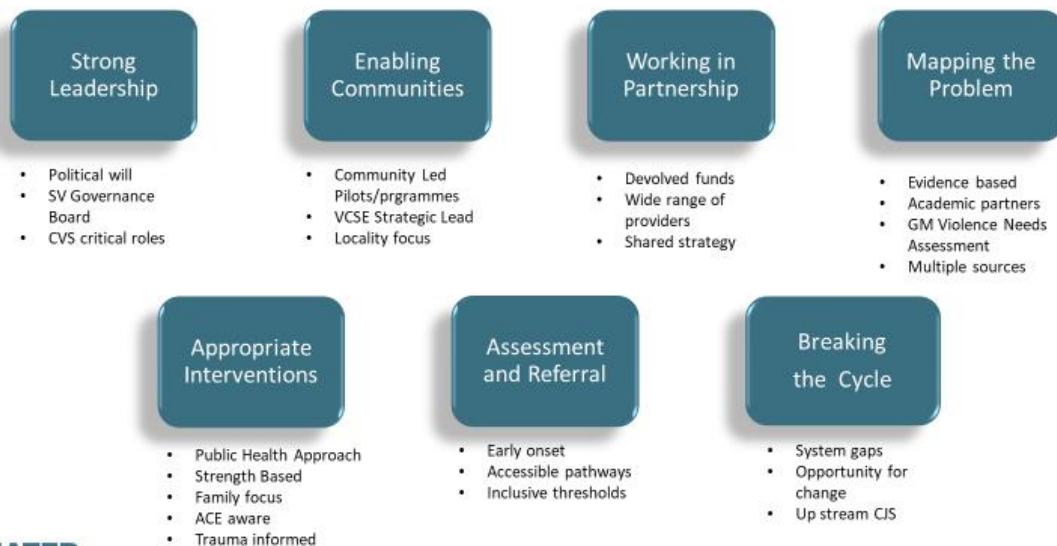 Strong
Leadership
• Political will
• SV Governance
Board
• CVS critical roles
Enabling
Communities
• Community Led
Pilots/prgrammes
• VCSE Strategic Lead
• Locality focus
Working in
Partnership
• Devolved funds
• Wide range of
providers
• Shared strategy
Mapping the
Problem
• Evidence based
• Academic partners
• GM Violence Needs
Assessment
• Multiple sources
Appropriate
Interventions
• Public Health Approach
• Strength Based
• Family focus
• ACE aware
• Trauma informed
Assessment
and Referral
• Early onset
• Accessible pathways
• Inclusive thresholds
Breaking
the Cycle
• System gaps
• Opportunity for
change
• Up stream CJS